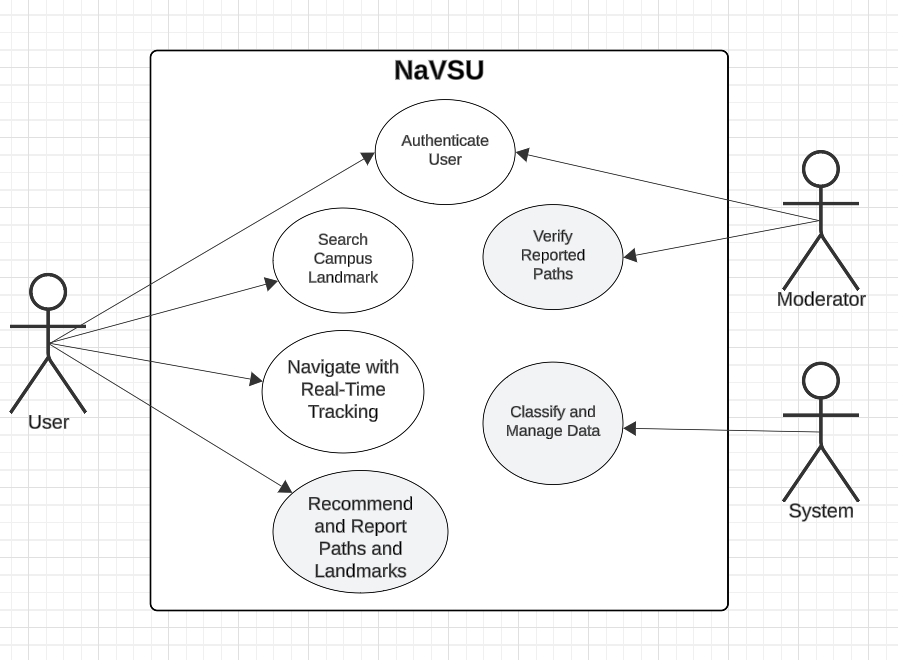 NaVSU
Authenticate
User
Search
Campus
Landmark
Verify
Reported
Paths
Moderator
Navigate with
Real-Time
Tracking
User
Classify and
Manage Data
Recommend
and Report
Paths and
Landmarks
System